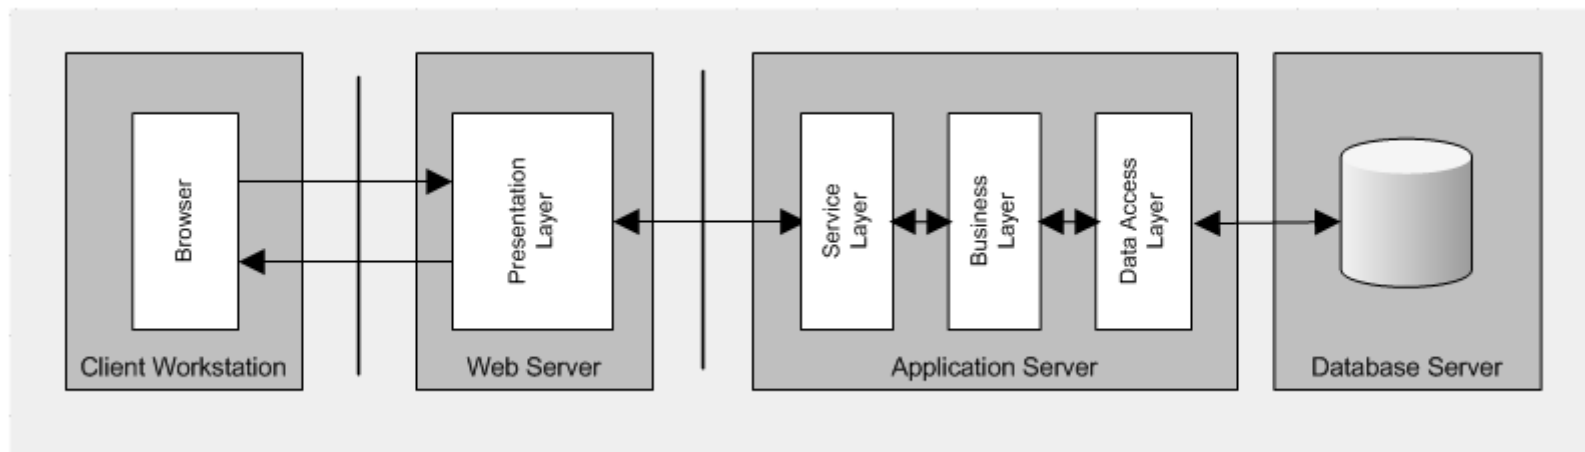 Browser
Client Workstation
Presentation
Layer
Web Server
Service
Layer
Business
Layer
Data Access
Layer
Application Server
Database Server